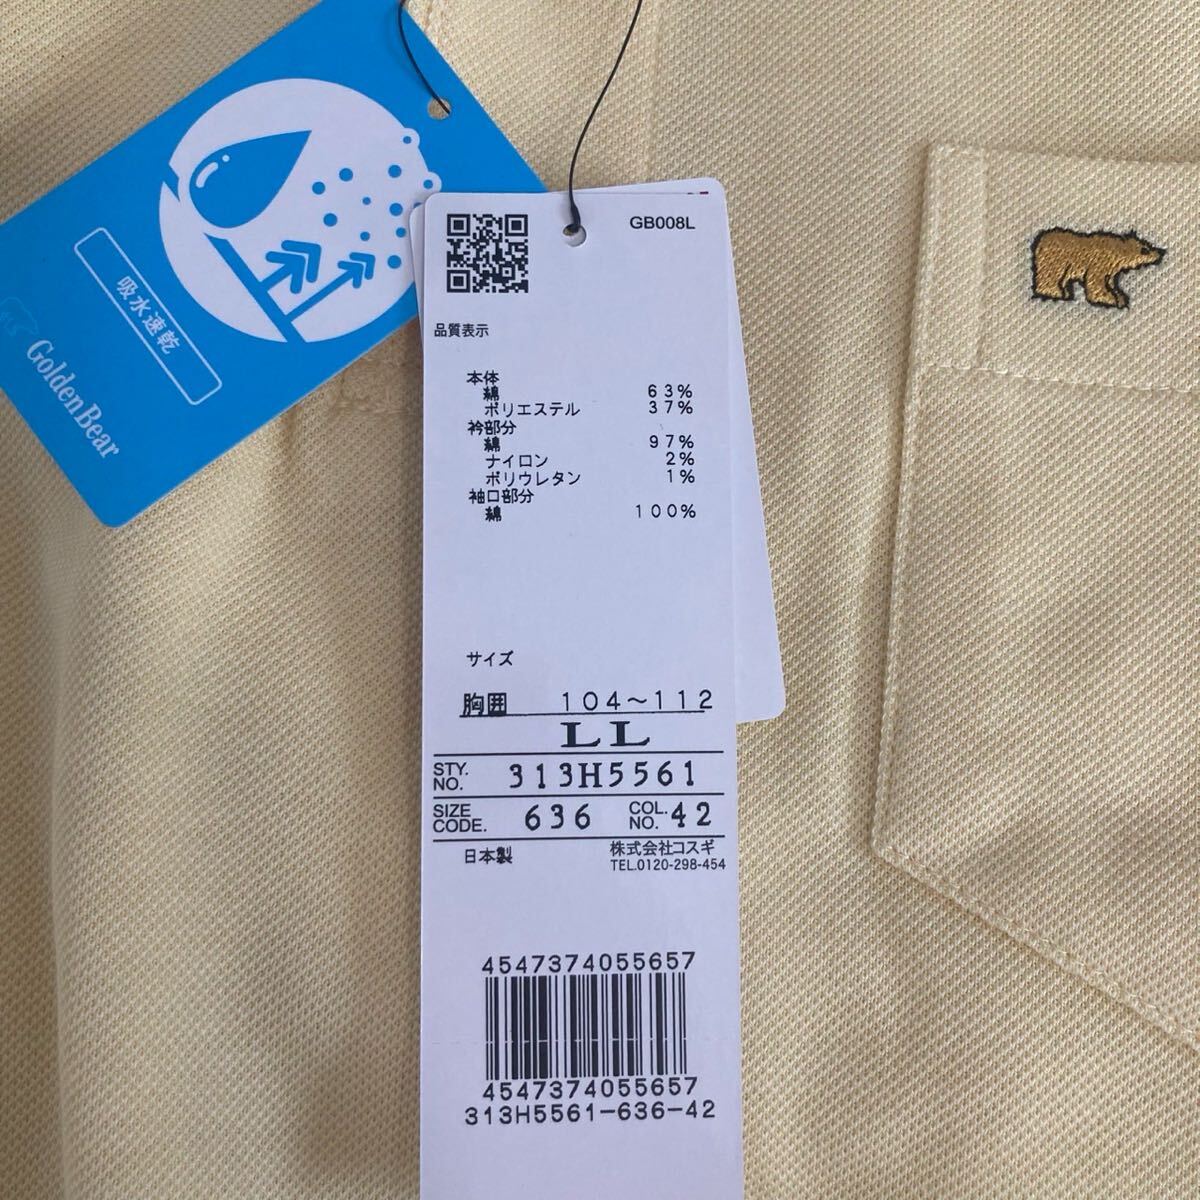 吸水速乾
GoldenBear
GB008L
品質表示
本体
綿 63%
ポリエステル 37%
衿部分
綿 97%
ナイロン 2%
ポリウレタン 1%
袖口部分
綿 100%
サイズ
胸囲 104~112
LL
STY. NO. 313H5561
SIZE CODE. 636 COL. NO. 42
日本製 株式会社コスギ
TEL.0120-298-454
4547374055657
4547374055657
313H5561-636-42